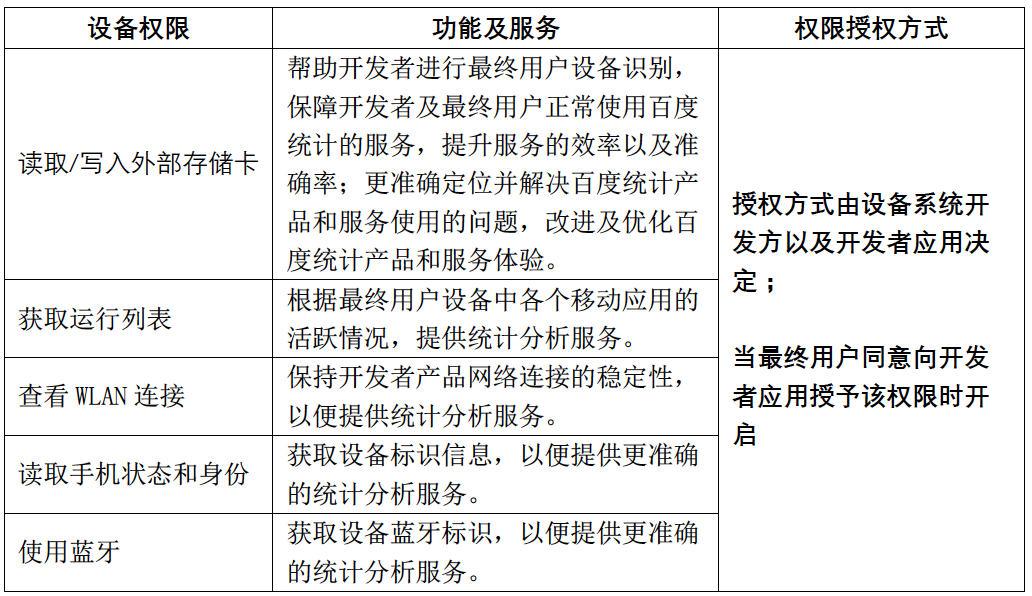 设备权限
功能及服务
权限授权方式
读取/写入外部存储卡
帮助开发者进行最终用户设备识别，
保障开发者及最终用户正常使用百度
统计的服务，提升服务的效率以及准
确率；更准确定位并解决百度统计产
品和服务使用的问题，改进及优化百
度统计产品和服务体验。
获取运行列表
根据最终用户设备中各个移动应用的
活跃情况，提供统计分析服务。
查看 WLAN 连接
保持开发者产品网络连接的稳定性，
以便提供统计分析服务。
读取手机状态和身份
获取设备标识信息，以便提供更准确
的统计分析服务。
使用蓝牙
获取设备蓝牙标识，以便提供更准确
的统计分析服务。
授权方式由设备系统开
发方以及开发者应用决
定；
当最终用户同意向开发
者应用授予该权限时开
启